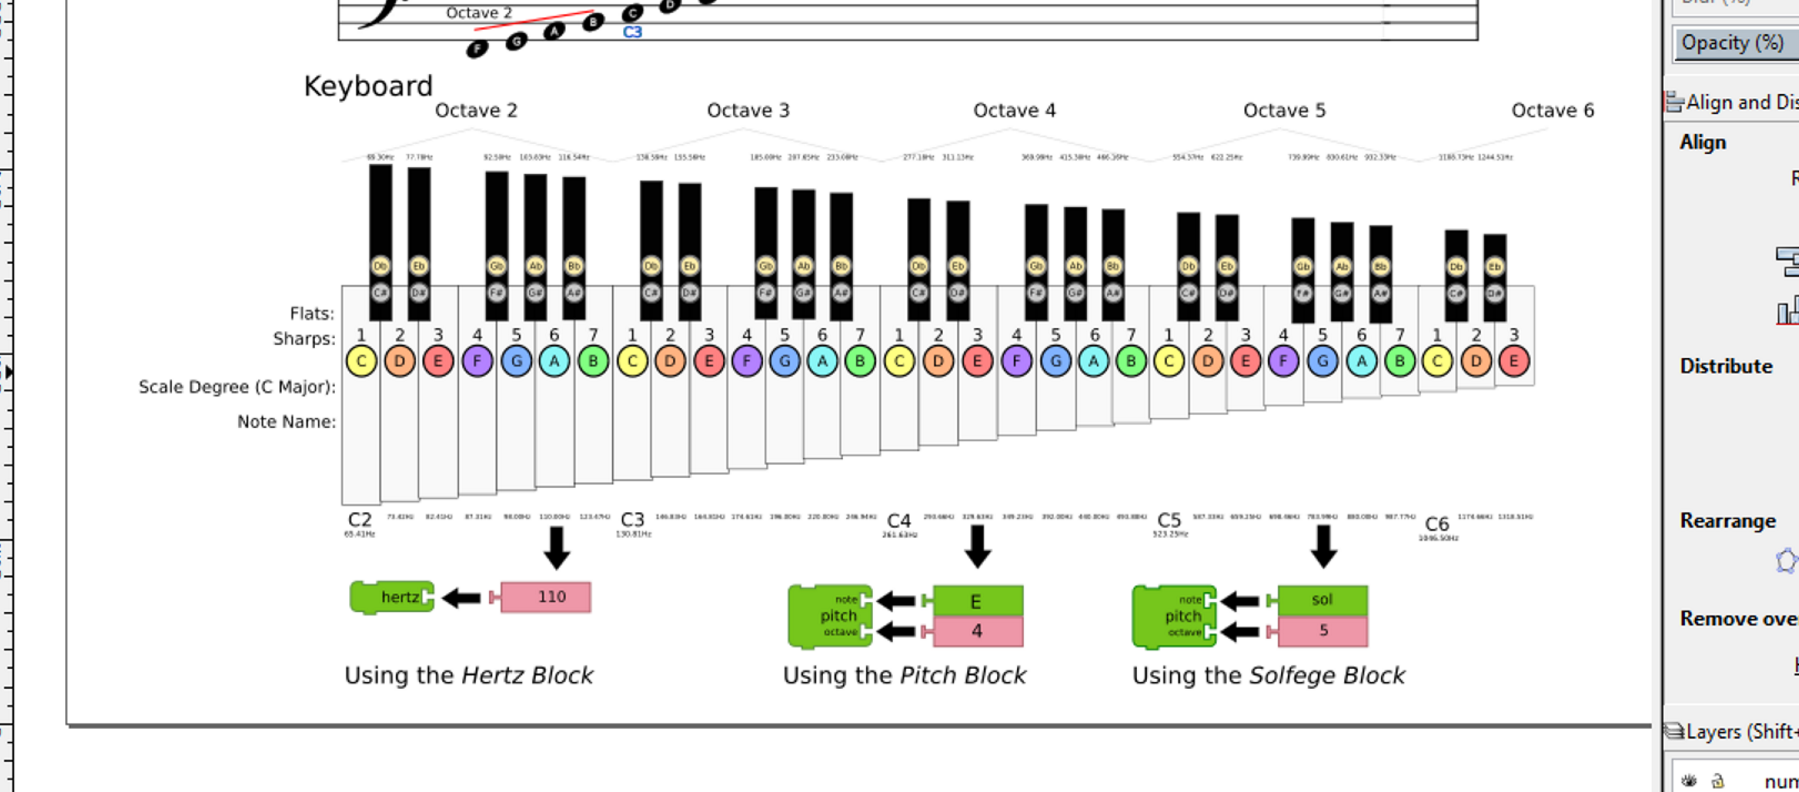 Blur (%)
Octave 2
F G A B C D
C3
Opacity (%)
Keyboard
Octave 2 Octave 3 Octave 4 Octave 5 Octave 6
Align and Dis
Align
R
69.30Hz 77.78Hz 92.50Hz 103.83Hz 116.54Hz 138.59Hz 155.56Hz 185.00Hz 207.65Hz 233.08Hz 277.18Hz 311.13Hz 369.99Hz 415.30Hz 466.16Hz 554.37Hz 622.25Hz 739.99Hz 830.61Hz 932.33Hz 1108.73Hz 1244.51Hz
Db Eb Gb Ab Bb Db Eb Gb Ab Bb Db Eb Gb Ab Bb Db Eb Gb Ab Bb Db Eb
C# D# F# G# A# C# D# F# G# A# C# D# F# G# A# C# D# F# G# A# C# D#
Flats:
Sharps:
1 2 3 4 5 6 7 1 2 3 4 5 6 7 1 2 3 4 5 6 7 1 2 3 4 5 6 7 1 2 3
C D E F G A B C D E F G A B C D E F G A B C D E F G A B C D E
Distribute
Scale Degree (C Major):
Note Name:
C2 73.42Hz 82.41Hz 87.31Hz 98.00Hz 110.00Hz 123.47Hz C3 146.83Hz 164.81Hz 174.61Hz 196.00Hz 220.00Hz 246.94Hz C4 293.66Hz 329.63Hz 349.23Hz 392.00Hz 440.00Hz 493.88Hz C5 587.33Hz 659.25Hz 698.46Hz 783.99Hz 880.00Hz 987.77Hz C6 1174.66Hz 1318.51Hz
65.41Hz 130.81Hz 261.63Hz 523.25Hz 1046.50Hz
Rearrange
hertz 110
note E
pitch
octave 4
note sol
pitch
octave 5
Remove ove
Using the Hertz Block
Using the Pitch Block
Using the Solfege Block
Layers (Shift+
num